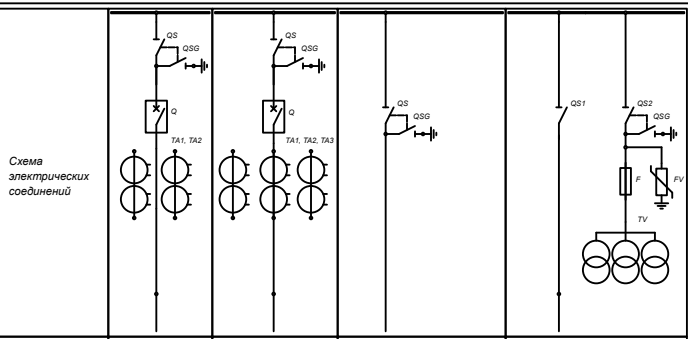 Схема
электрических
соединений
QS
QSG
Q
TA1, TA2
QS
QSG
Q
TA1, TA2, TA3
QS
QSG
QS1
QS2
QSG
F
FV
TV